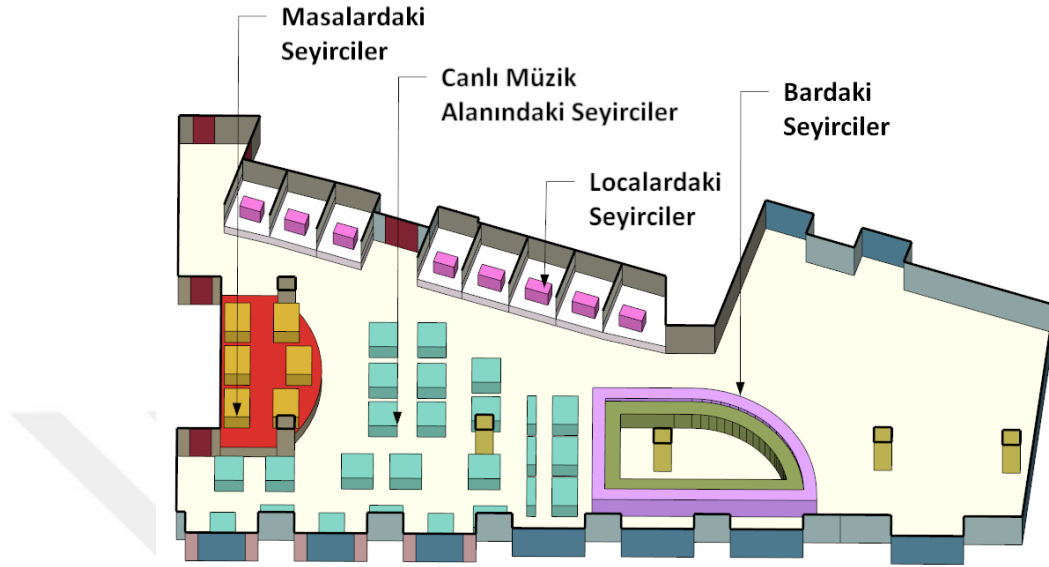 Masalardaki
Seyirciler
Canlı Müzik
Alanındaki Seyirciler
Bardaki
Seyirciler
Localardaki
Seyirciler